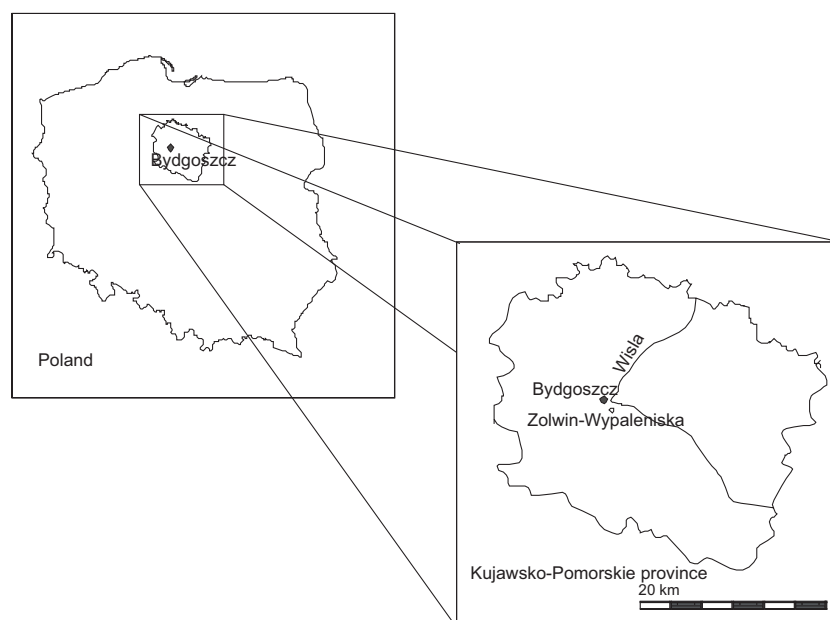 Bydgoszcz
Poland
Wisla
Bydgoszcz
Zolwin-Wypaleniska
Kujawsko-Pomorskie province
20 km